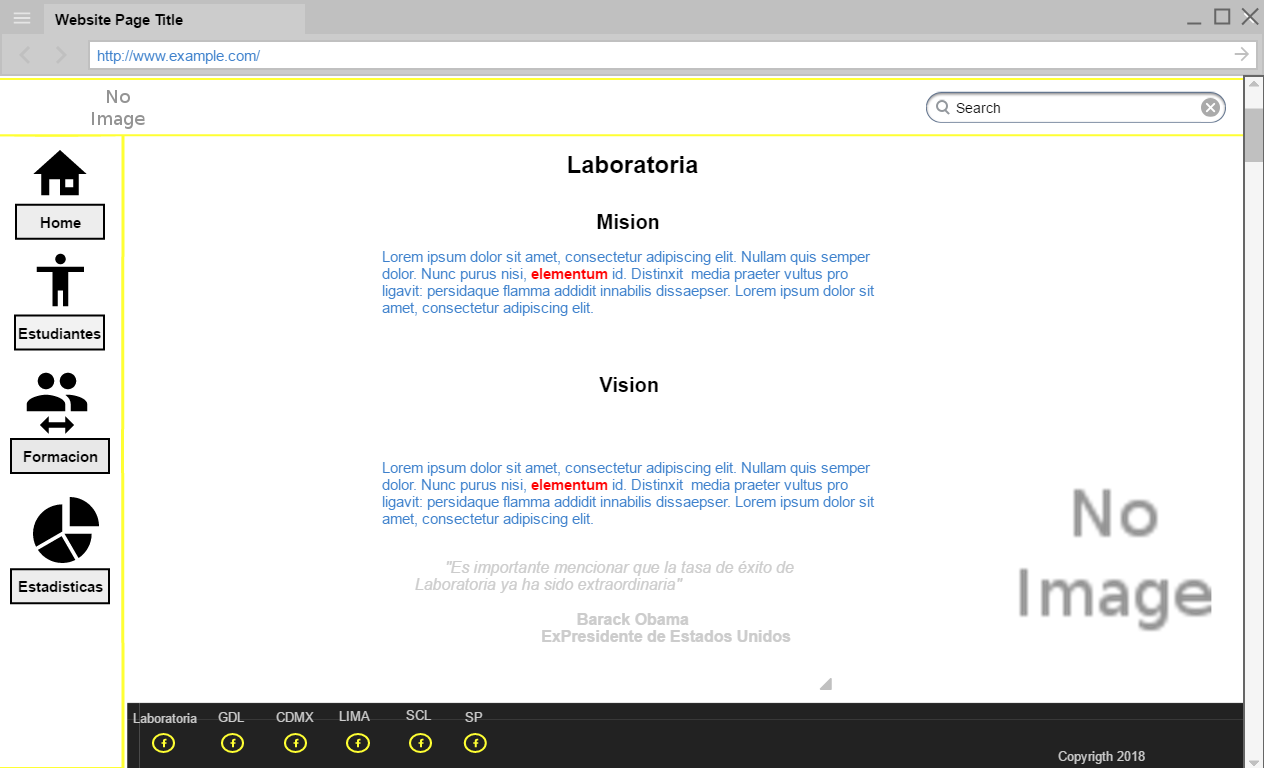 Website Page Title
http://www.example.com/
No
Image
Search
Laboratoria
Home
Mision
Lorem ipsum dolor sit amet, consectetur adipiscing elit. Nullam quis semper
dolor. Nunc purus nisi, elementum id. Distinxit  media praeter vultus pro
ligavit: persidaque flamma addidit innabilis dissaepser. Lorem ipsum dolor sit
amet, consectetur adipiscing elit.
Estudiantes
Vision
Formacion
Lorem ipsum dolor sit amet, consectetur adipiscing elit. Nullam quis semper
dolor. Nunc purus nisi, elementum id. Distinxit  media praeter vultus pro
ligavit: persidaque flamma addidit innabilis dissaepser. Lorem ipsum dolor sit
amet, consectetur adipiscing elit.
No
Image
Estadisticas
"Es importante mencionar que la tasa de éxito de
Laboratoria ya ha sido extraordinaria"
Barack Obama
ExPresidente de Estados Unidos
Laboratoria GDL CDMX LIMA SCL SP
f f f f f f
Copyrigth 2018